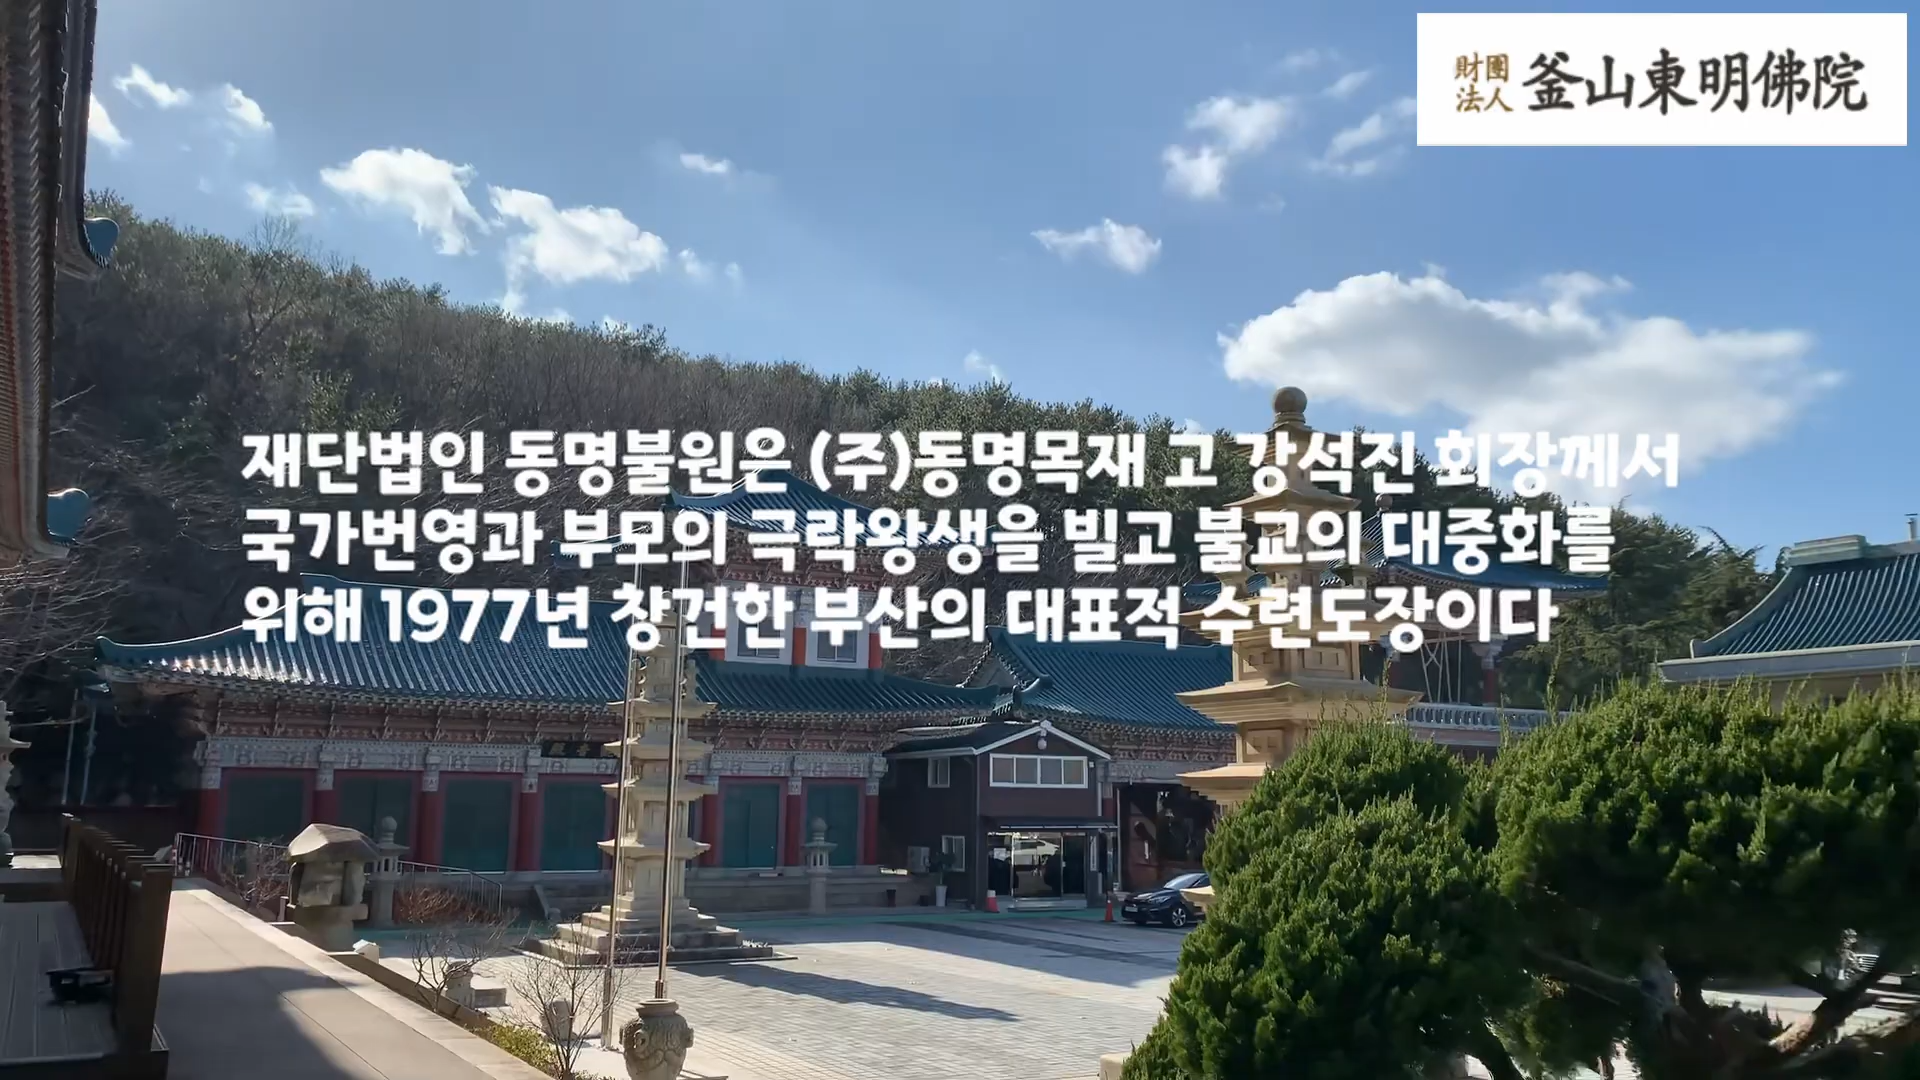 財團
法人
釜山東明佛院
재단법인 동명불원은 (주)동명목재 고 강석진 회장께서
국가번영과 부모의 극락왕생을 빌고 불교의 대중화를
위해 1977년 창건한 부산의 대표적 수련도장이다